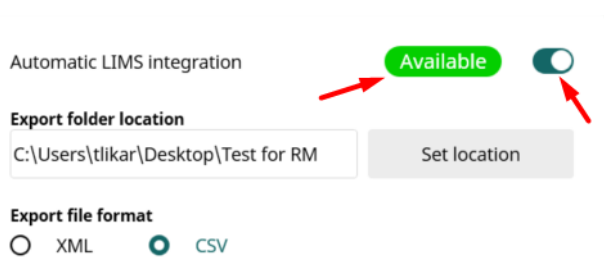 Automatic LIMS integration Available
Export folder location
C:\Users\tlikar\Desktop\Test for RM Set location
Export file format
XML CSV